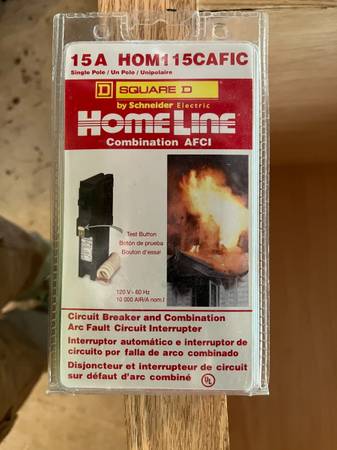 15 A HOM115CAFIC
Single Pole / Un Polo / Unipolaire
D SQUARE D
by Schneider Electric
HOMELINE
Combination AFCI
Test Button
Botón de prueba
Bouton d'essai
120 V - 60 Hz
10 000 AIR/A nom.I
Circuit Breaker and Combination
Arc Fault Circuit Interrupter
Interruptor automático e interruptor de
circuito por falla de arco combinado
Disjoncteur et interrupteur de circuit
sur défaut d'arc combiné
UL